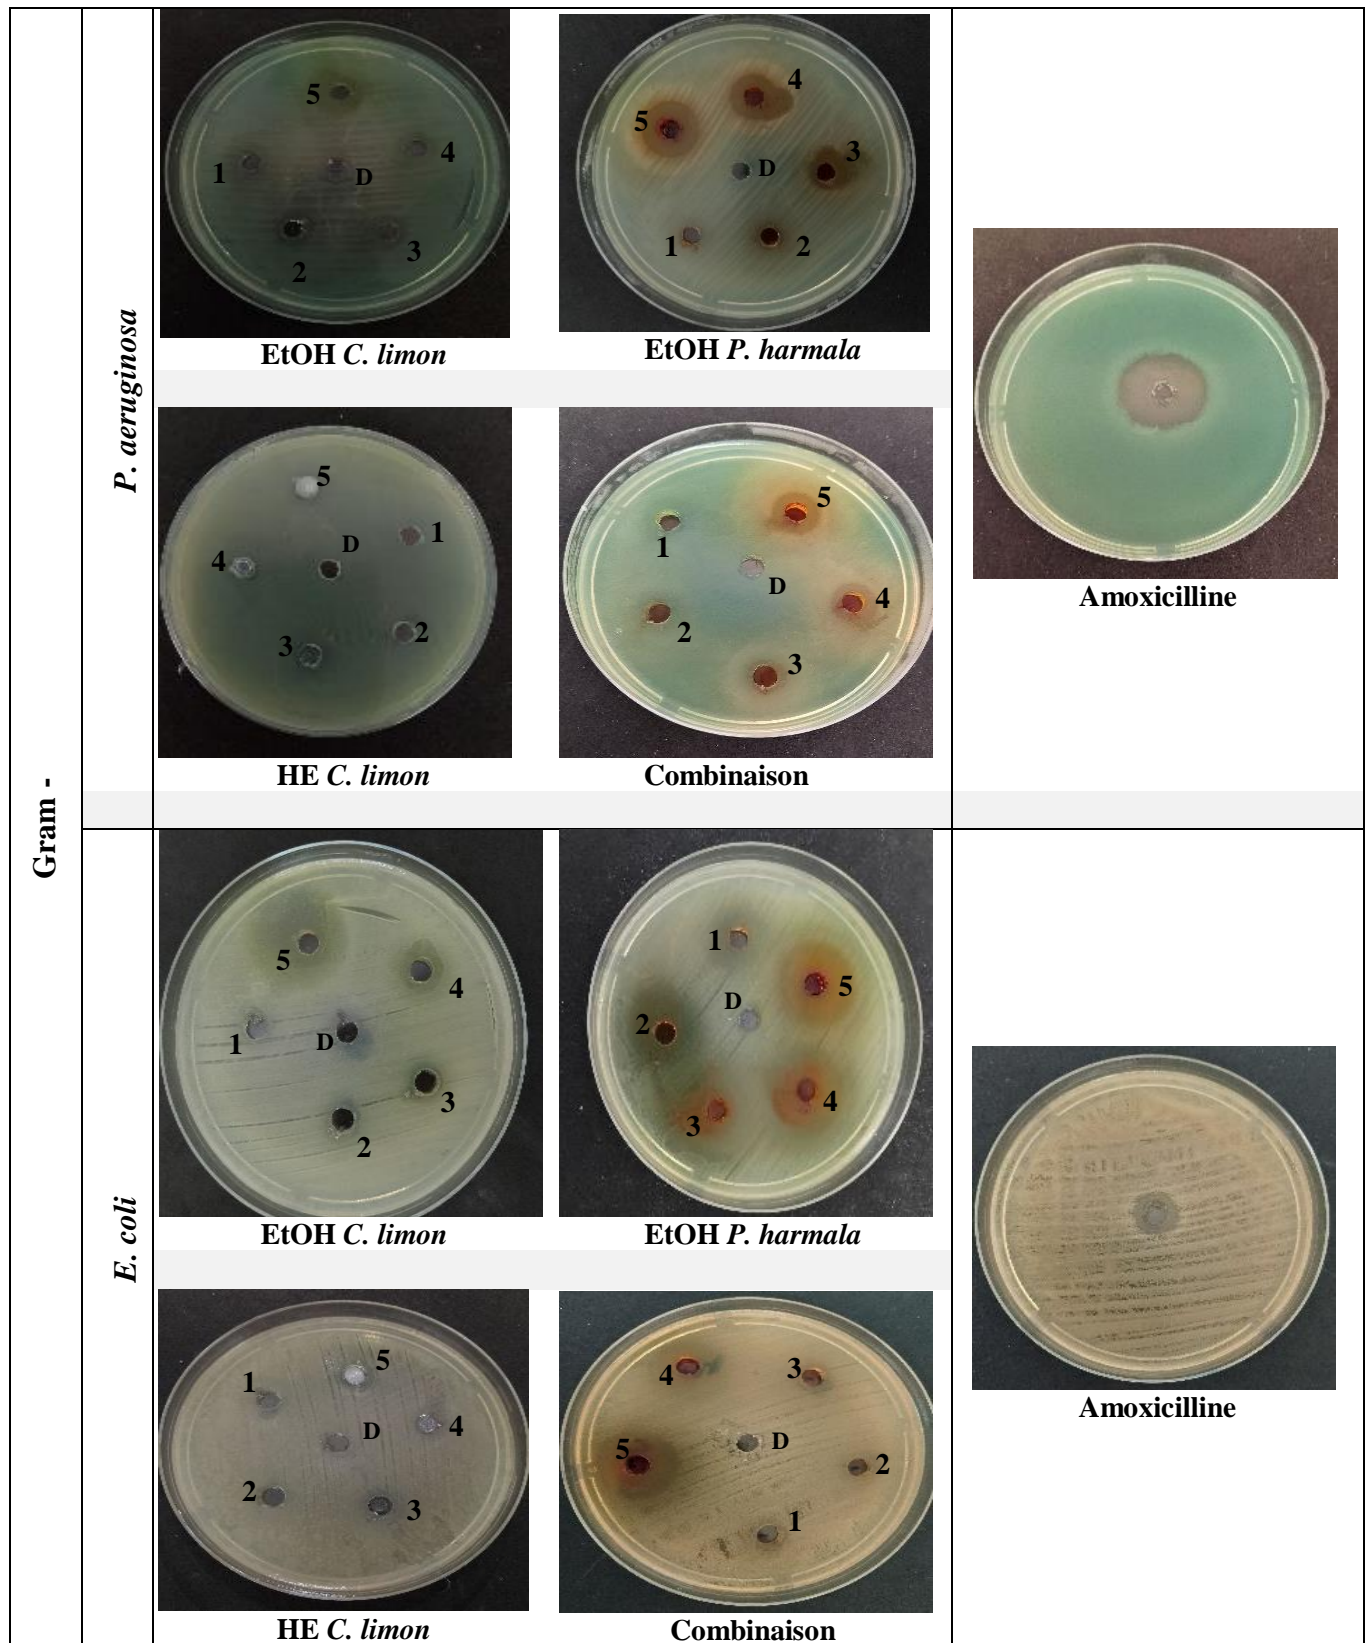 Gram -
P. aeruginosa
5
4
1
D
2
3
EtOH C. limon
4
5
3
D
1
2
EtOH P. harmala
5
1
D
4
2
3
HE C. limon
5
1
D
4
2
3
Combinaison
Amoxicilline
E. coli
5
4
1
D
3
2
EtOH C. limon
1
5
D
2
4
3
EtOH P. harmala
5
1
D
4
2
3
HE C. limon
4
3
5
D
2
1
Combinaison
Amoxicilline